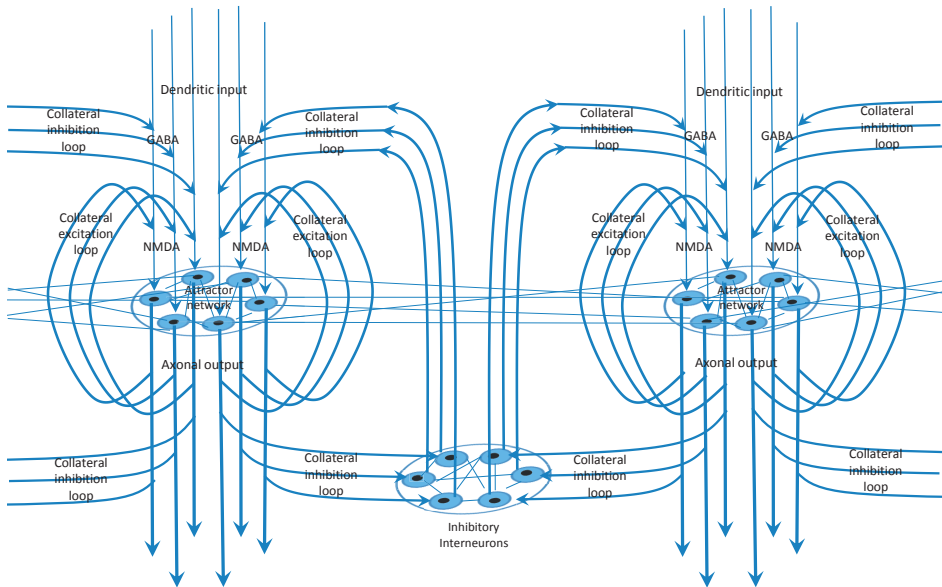 Dendritic input
Dendritic input
Collateral
inhibition
loop
GABA
GABA
Collateral
inhibition
loop
Collateral
inhibition
loop
GABA
GABA
Collateral
inhibition
loop
Collateral
excitation
loop
NMDA
NMDA
Collateral
excitation
loop
Collateral
excitation
loop
NMDA
NMDA
Collateral
excitation
loop
Attractor
network
Attractor
network
Axonal output
Axonal output
Collateral
inhibition
loop
Collateral
inhibition
loop
Collateral
inhibition
loop
Collateral
inhibition
loop
Inhibitory
Interneurons